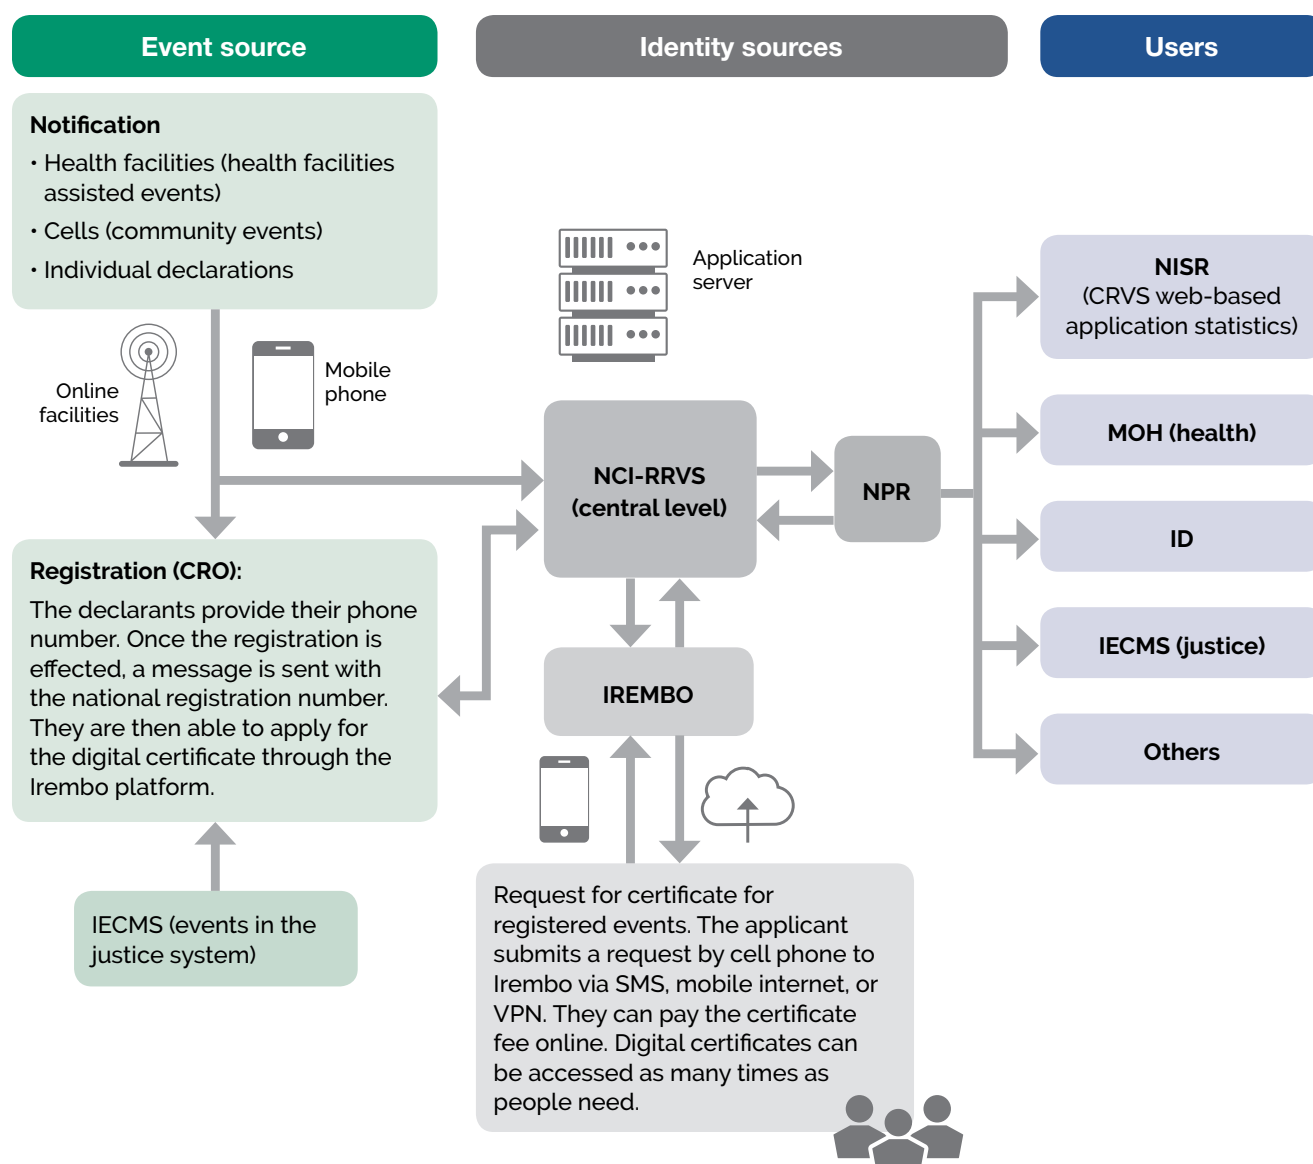 Event source
Identity sources
Users
Notification
• Health facilities (health facilities
assisted events)
• Cells (community events)
• Individual declarations
Online
facilities
Mobile
phone
Registration (CRO):
The declarants provide their phone
number. Once the registration is
effected, a message is sent with
the national registration number.
They are then able to apply for
the digital certificate through the
Irembo platform.
IECMS (events in the
justice system)
Application
server
NCI-RRVS
(central level)
NPR
IREMBO
Request for certificate for
registered events. The applicant
submits a request by cell phone to
Irembo via SMS, mobile internet, or
VPN. They can pay the certificate
fee online. Digital certificates can
be accessed as many times as
people need.
NISR
(CRVS web-based
application statistics)
MOH (health)
ID
IECMS (justice)
Others